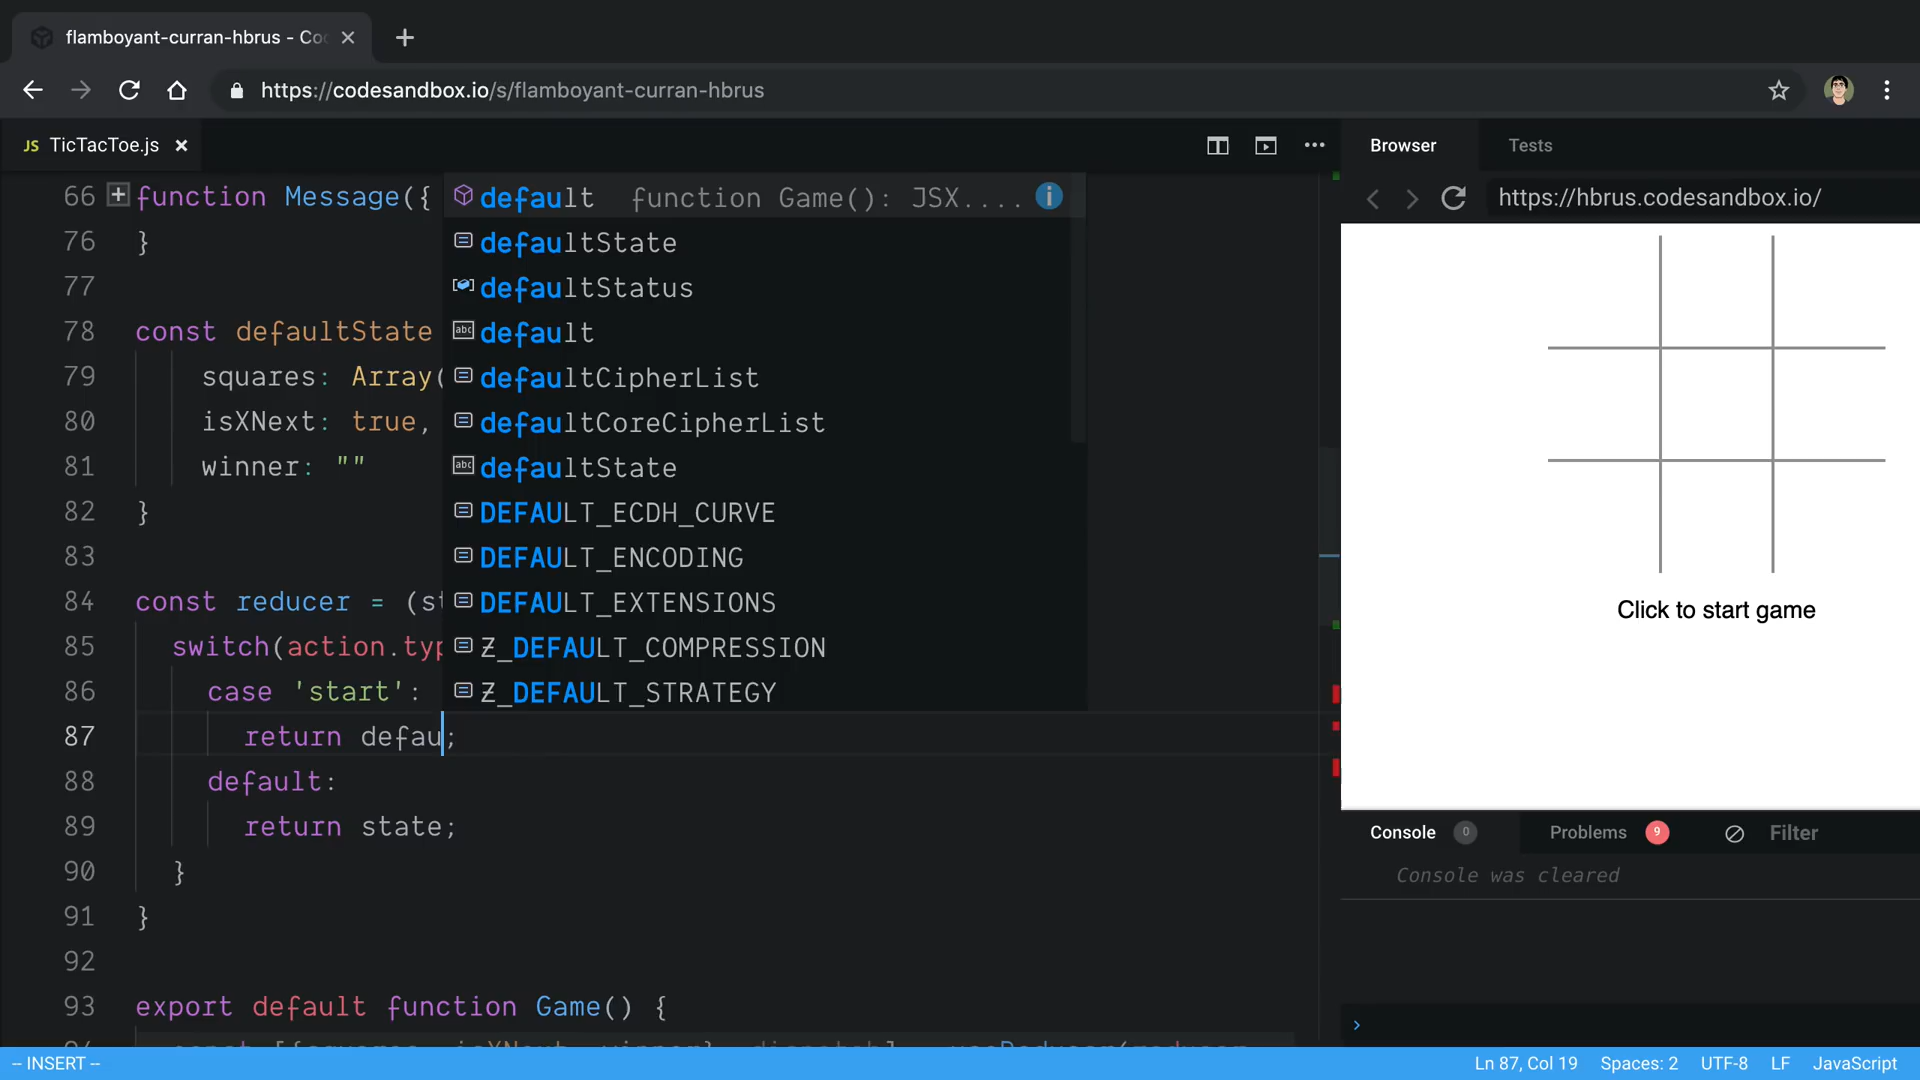 flamboyant-curran-hbrus - Co
https://codesandbox.io/s/flamboyant-curran-hbrus
JS TicTacToe.js
Browser Tests
https://hbrus.codesandbox.io/
66 function Message({
76 }
77
78 const defaultState
79 squares: Array(
80 isXNext: true,
81 winner: ""
82 }
83
84 const reducer = (st
85 switch(action.typ
86 case 'start':
87 return defau;
88 default:
89 return state;
90 }
91 }
92
93 export default function Game() {
default function Game(): JSX....
defaultState
defaultStatus
abc default
defaultCipherList
defaultCoreCipherList
abc defaultState
DEFAULT_ECDH_CURVE
DEFAULT_ENCODING
DEFAULT_EXTENSIONS
Z_DEFAULT_COMPRESSION
Z_DEFAULT_STRATEGY
Click to start game
Console 0 Problems 9 Filter
Console was cleared
-- INSERT -- Ln 87, Col 19 Spaces: 2 UTF-8 LF JavaScript